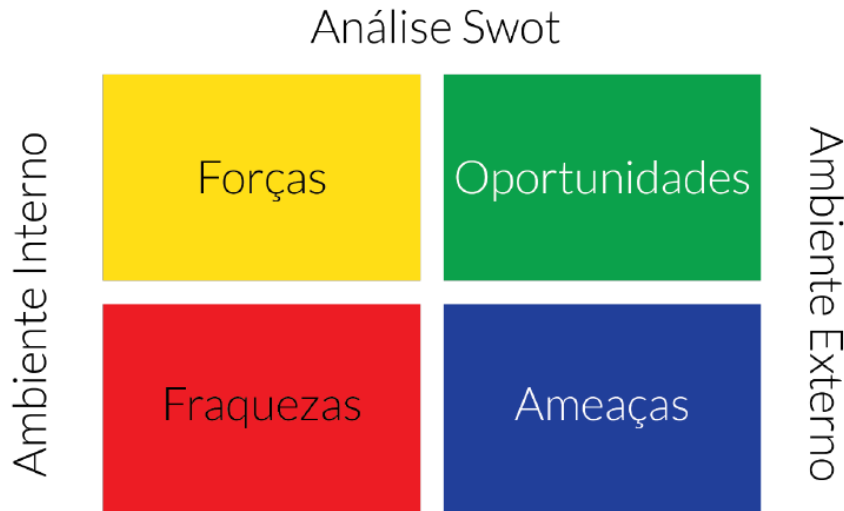 Análise Swot
Ambiente Interno
Forças
Oportunidades
Ambiente Externo
Fraquezas
Ameaças